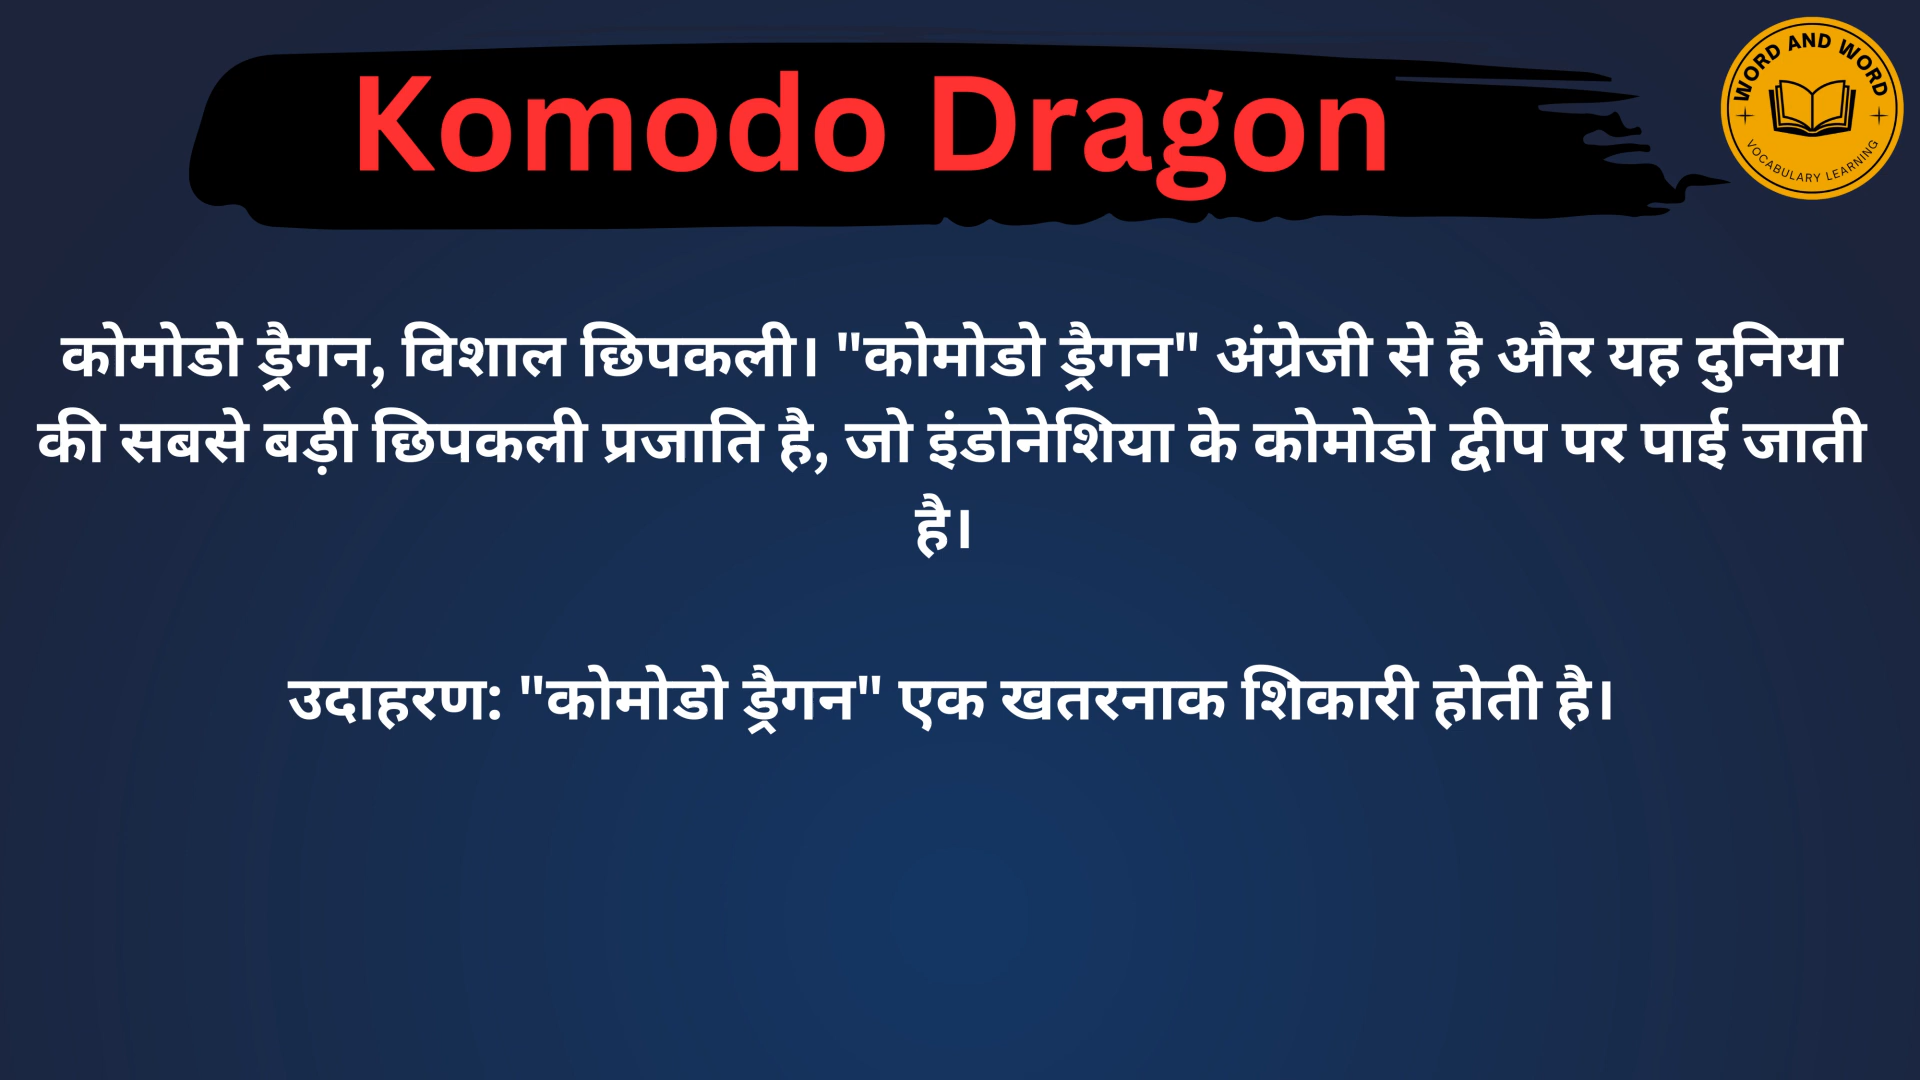 Komodo Dragon
WORD AND WORD
VOCABULARY LEARNING
कोमोडो ड्रैगन, विशाल छिपकली। "कोमोडो ड्रैगन" अंग्रेजी से है और यह दुनिया
की सबसे बड़ी छिपकली प्रजाति है, जो इंडोनेशिया के कोमोडो द्वीप पर पाई जाती
है।
उदाहरण: "कोमोडो ड्रैगन" एक खतरनाक शिकारी होती है।